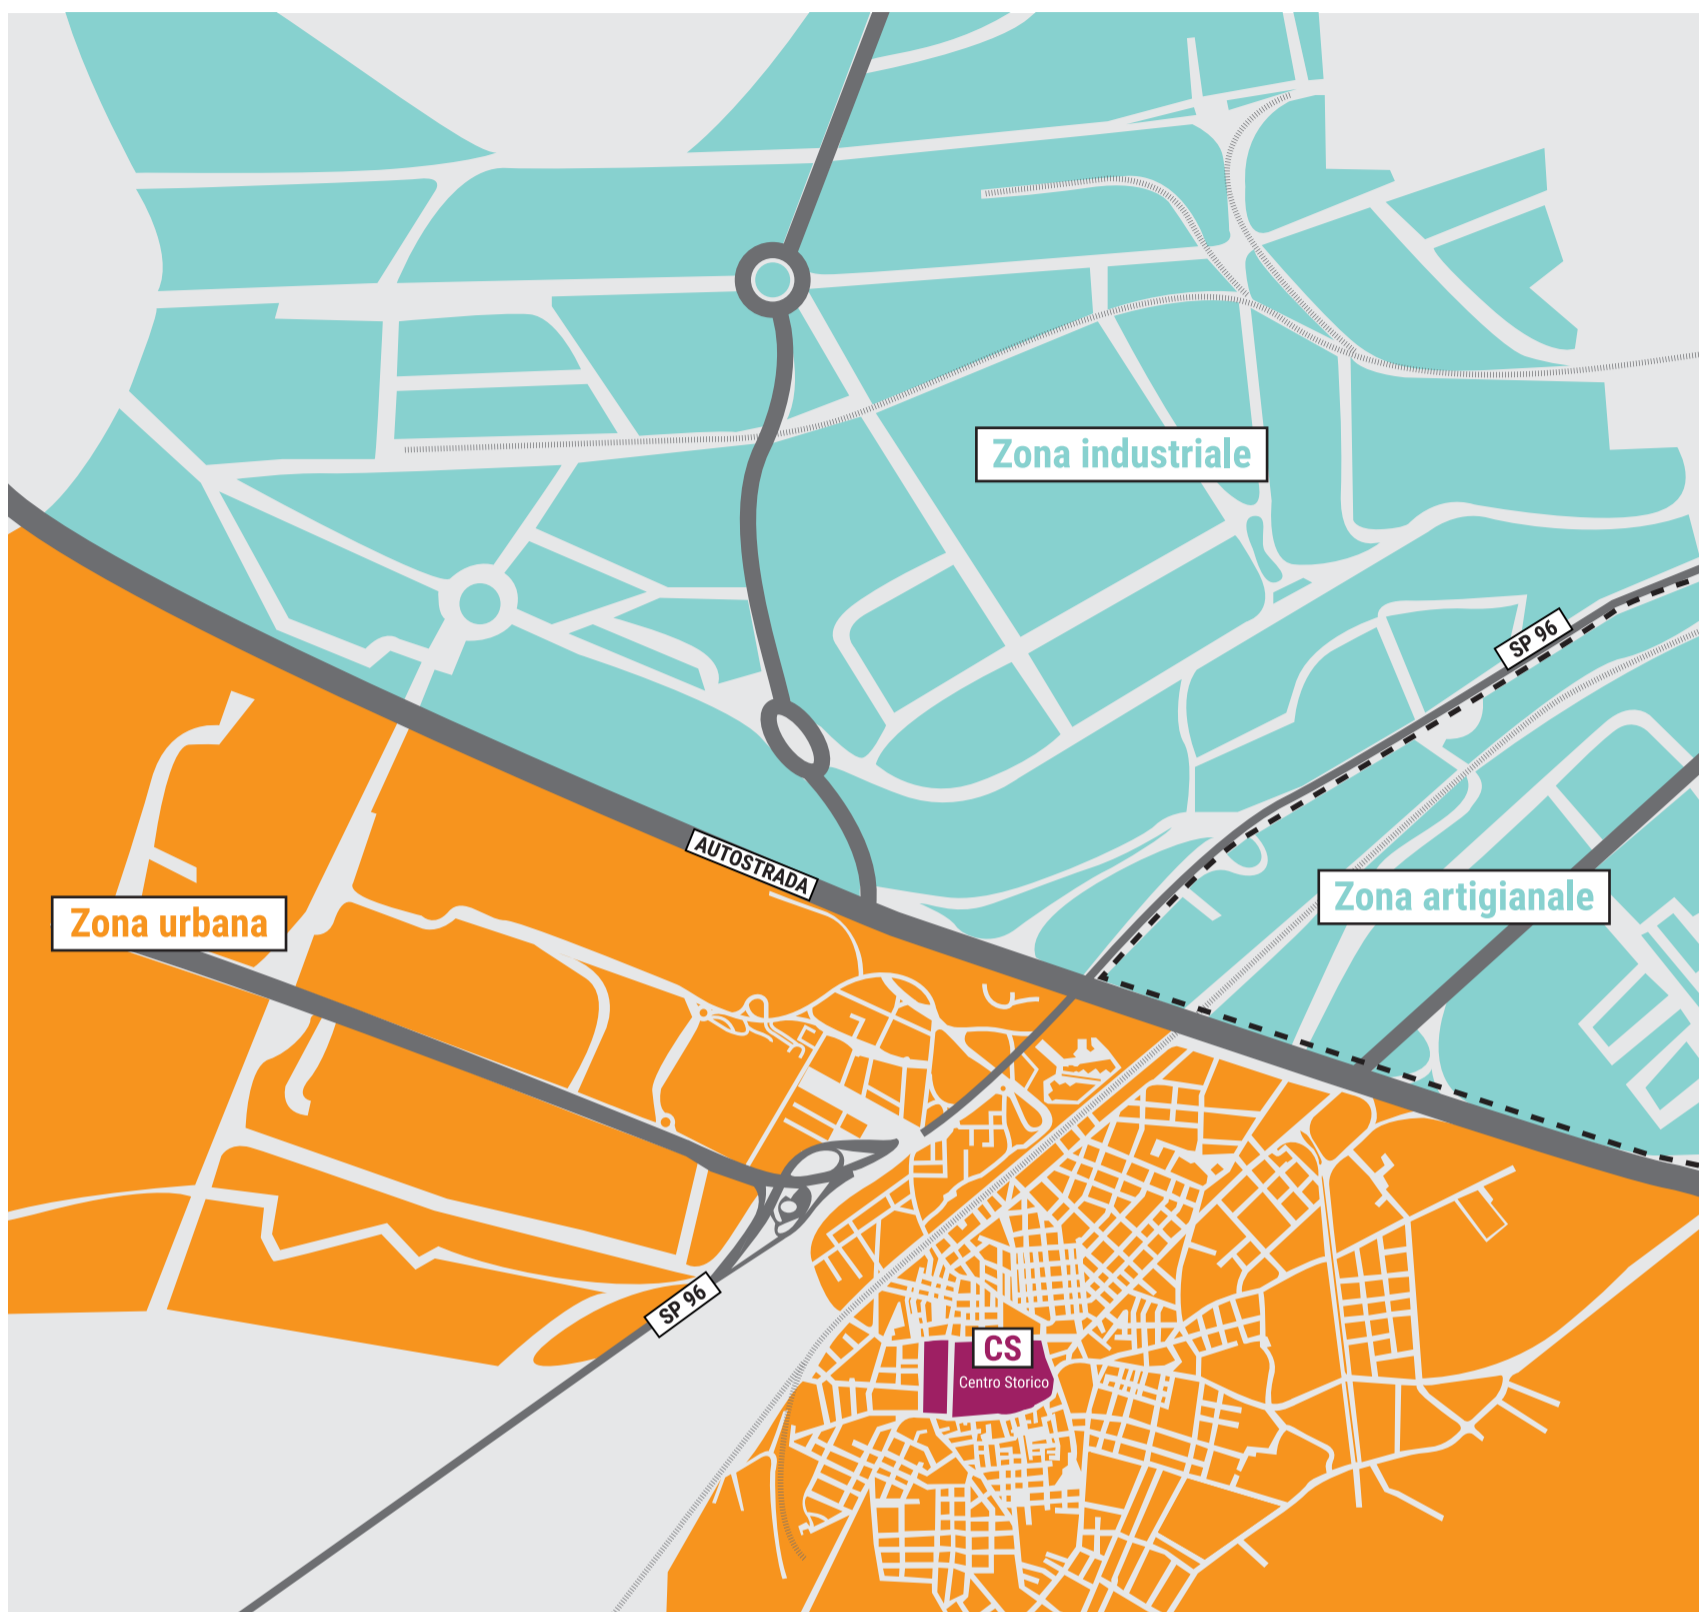 Zona industriale
SP 96
AUTOSTRADA
Zona artigianale
Zona urbana
SP 96
CS
Centro Storico